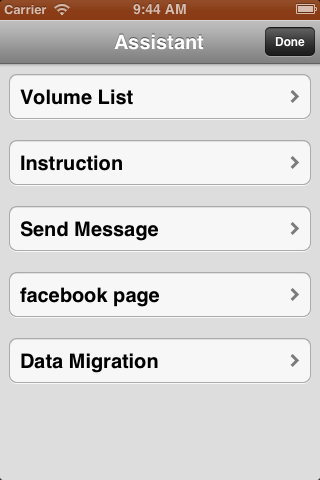 Carrier 9:44 AM
Assistant Done
Volume List
Instruction
Send Message
facebook page
Data Migration